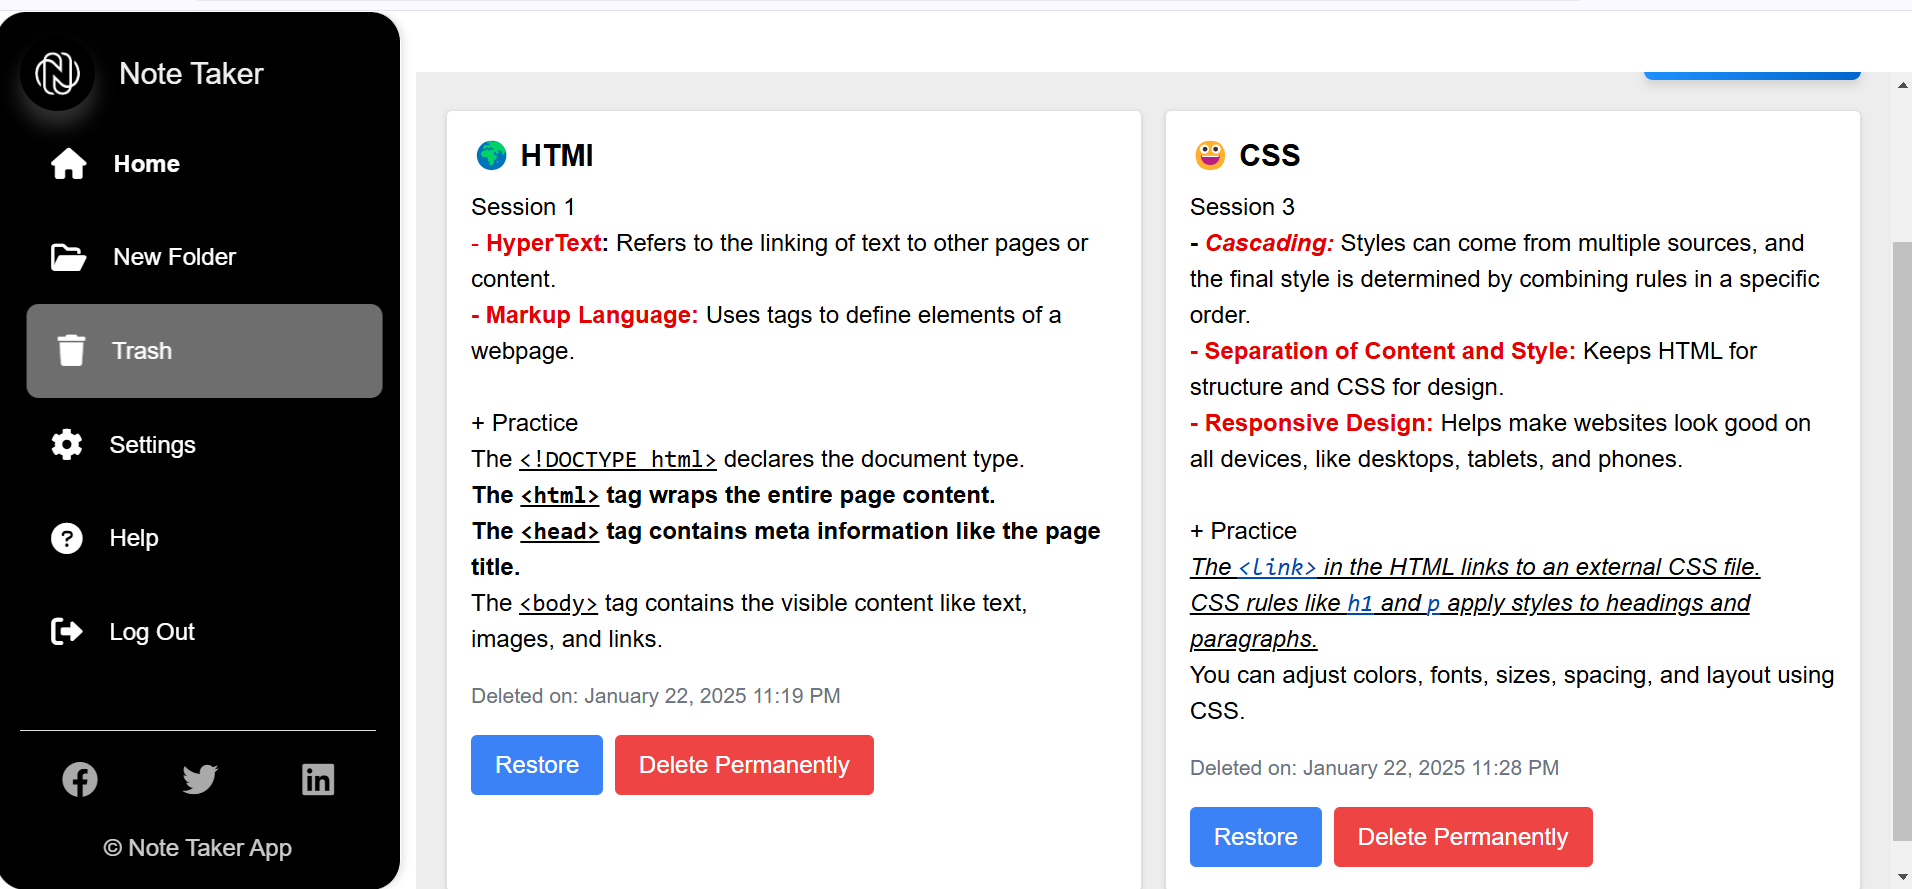 Note Taker
Home
New Folder
Trash
Settings
Help
Log Out
© Note Taker App
HTMl
Session 1
- HyperText: Refers to the linking of text to other pages or
content.
- Markup Language: Uses tags to define elements of a
webpage.
+ Practice
The <!DOCTYPE html> declares the document type.
The <html> tag wraps the entire page content.
The <head> tag contains meta information like the page
title.
The <body> tag contains the visible content like text,
images, and links.
Deleted on: January 22, 2025 11:19 PM
Restore
Delete Permanently
CSS
Session 3
- Cascading: Styles can come from multiple sources, and
the final style is determined by combining rules in a specific
order.
- Separation of Content and Style: Keeps HTML for
structure and CSS for design.
- Responsive Design: Helps make websites look good on
all devices, like desktops, tablets, and phones.
+ Practice
The <link> in the HTML links to an external CSS file.
CSS rules like h1 and p apply styles to headings and
paragraphs.
You can adjust colors, fonts, sizes, spacing, and layout using
CSS.
Deleted on: January 22, 2025 11:28 PM
Restore
Delete Permanently